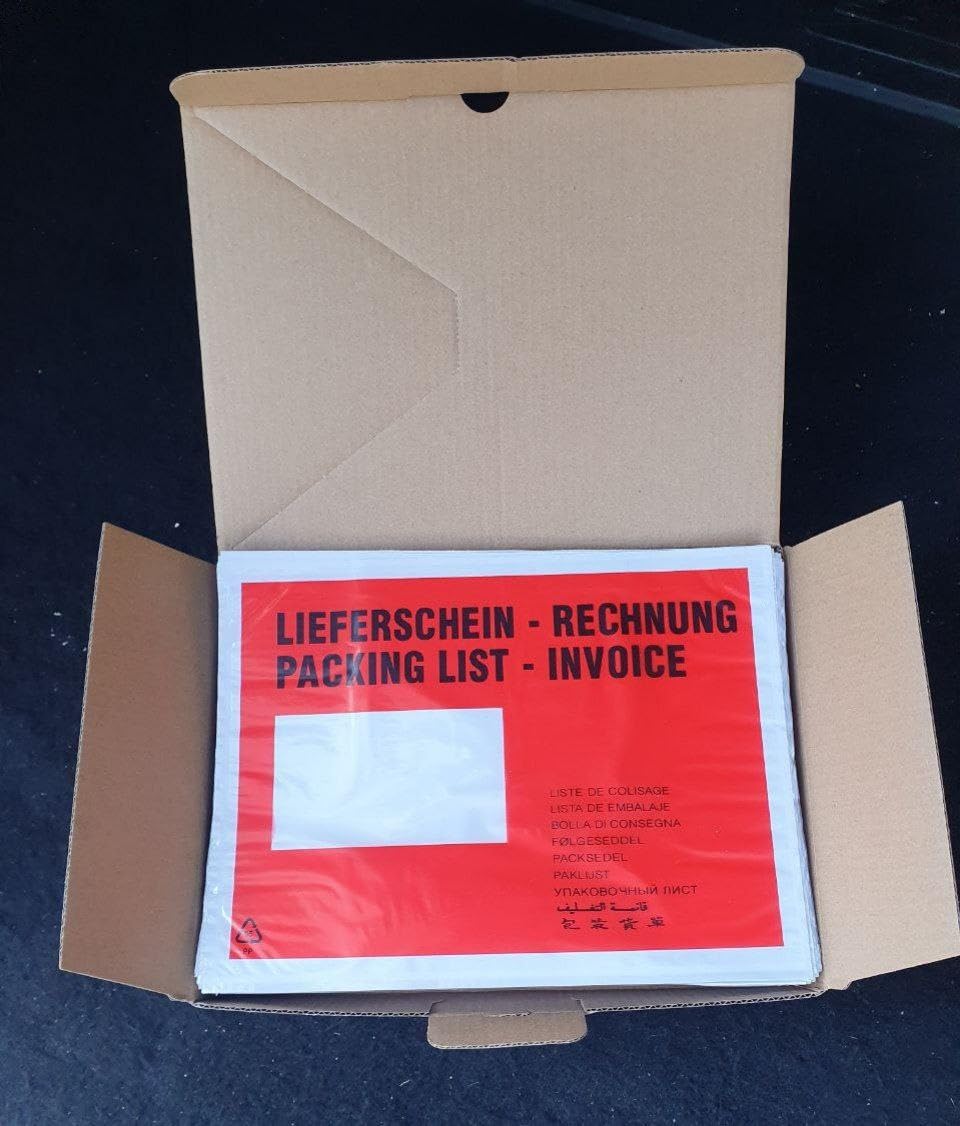 LIEFERSCHEIN - RECHNUNG
PACKING LIST - INVOICE
LISTE DE COLISAGE
LISTA DE EMBALAJE
BOLLA DI CONSEGNA
FØLGESEDDEL
PACKSEDEL
PAKLIJST
УПАКОВОЧНЫЙ ЛИСТ
قائمة التغليف
包装货单
PP